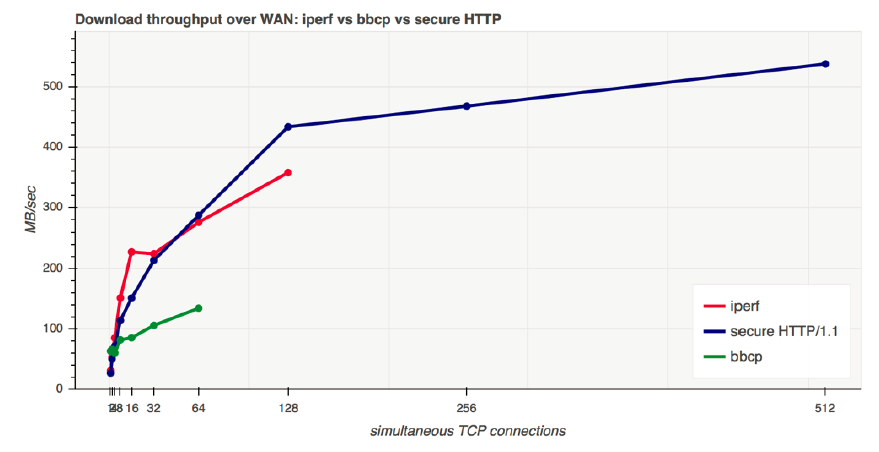 Download throughput over WAN: iperf vs bbcp vs secure HTTP
MB/sec
500
400
300
200
100
0
8 16 32 64 128 256 512
simultaneous TCP connections
iperf
secure HTTP/1.1
bbcp